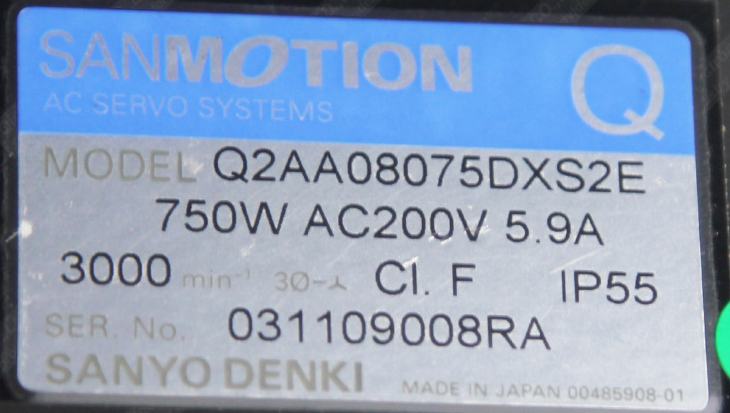 SANMOTION Q
AC SERVO SYSTEMS
MODEL Q2AA08075DXS2E
750W AC200V 5.9A
3000 min⁻¹ 3∅-⅄ Cl. F IP55
SER. No. 031109008RA
SANYO DENKI MADE IN JAPAN 00485908-01